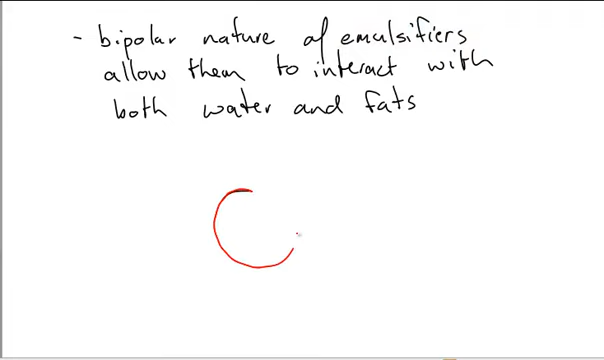 - bipolar nature of emulsifiers
allow them to interact with
both water and fats